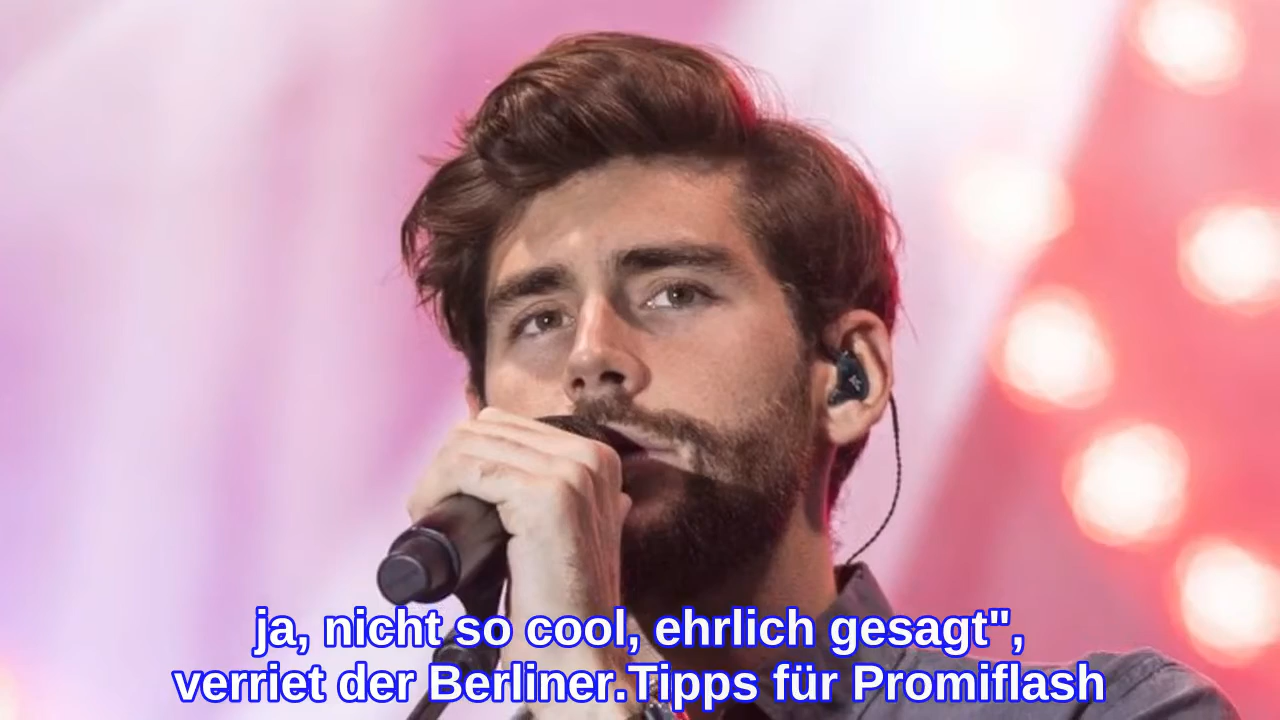 ja, nicht so cool, ehrlich gesagt",
verriet der Berliner.Tipps für Promiflash